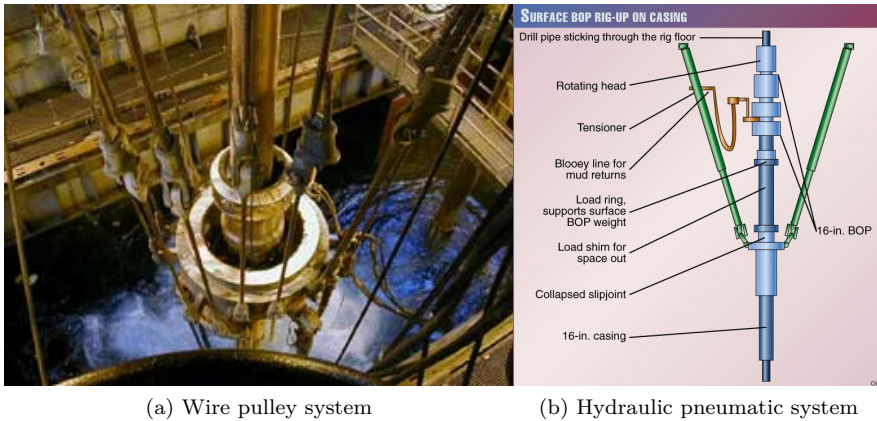 SURFACE BOP RIG-UP ON CASING
Drill pipe sticking through the rig floor
Rotating head
Tensioner
Blooey line for
mud returns
Load ring,
supports surface
BOP weight
Load shim for
space out
16-in. BOP
Collapsed slipjoint
16-in. casing
(a) Wire pulley system
(b) Hydraulic pneumatic system